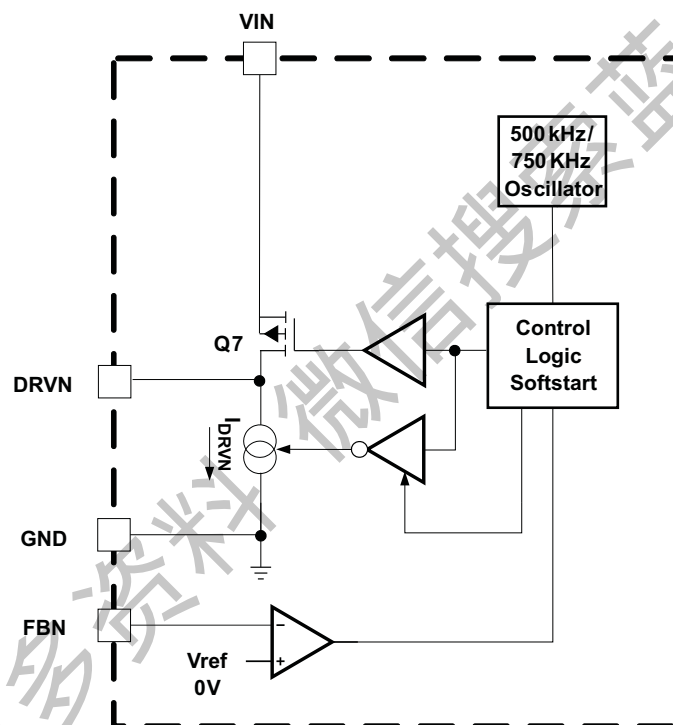 VIN
500 kHz/
750 KHz
Oscillator
Control
Logic
Softstart
Q7
DRVN
IDRVN
GND
FBN
−
+
Vref
0V
多资料 微信搜索蓝